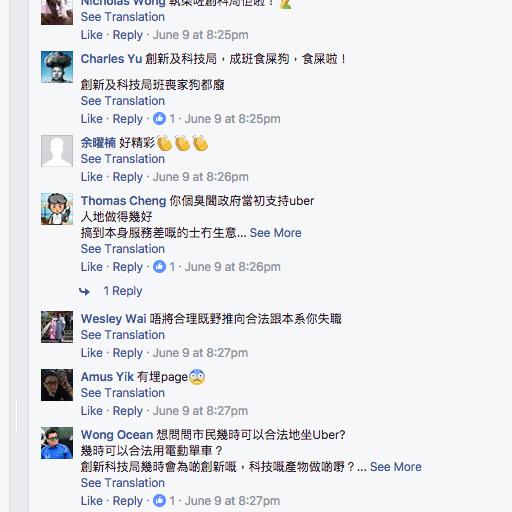 Nicholas Wong 執柒咗創科局佢啦！
See Translation
Like · Reply · June 9 at 8:25pm
Charles Yu 創新及科技局，成班食屎狗，食屎啦！
創新及科技局班喪家狗都廢
See Translation
Like · Reply · 1 · June 9 at 8:25pm
余曜楠 好精彩👏👏👏
See Translation
Like · Reply · June 9 at 8:26pm
Thomas Cheng 你個臭閪政府當初支持uber
人地做得幾好
搞到本身服務差嘅的士冇生意... See More
See Translation
Like · Reply · 1 · June 9 at 8:26pm
1 Reply
Wesley Wai 唔將合理既野推向合法跟本系你失職
See Translation
Like · Reply · June 9 at 8:27pm
Amus Yik 有埋page😨
See Translation
Like · Reply · June 9 at 8:27pm
Wong Ocean 想問問市民幾時可以合法地坐Uber?
幾時可以合法用電動單車？
創新科技局幾時會為啲創新嘅，科技嘅產物做啲嘢？... See More
See Translation
Like · Reply · 1 · June 9 at 8:27pm